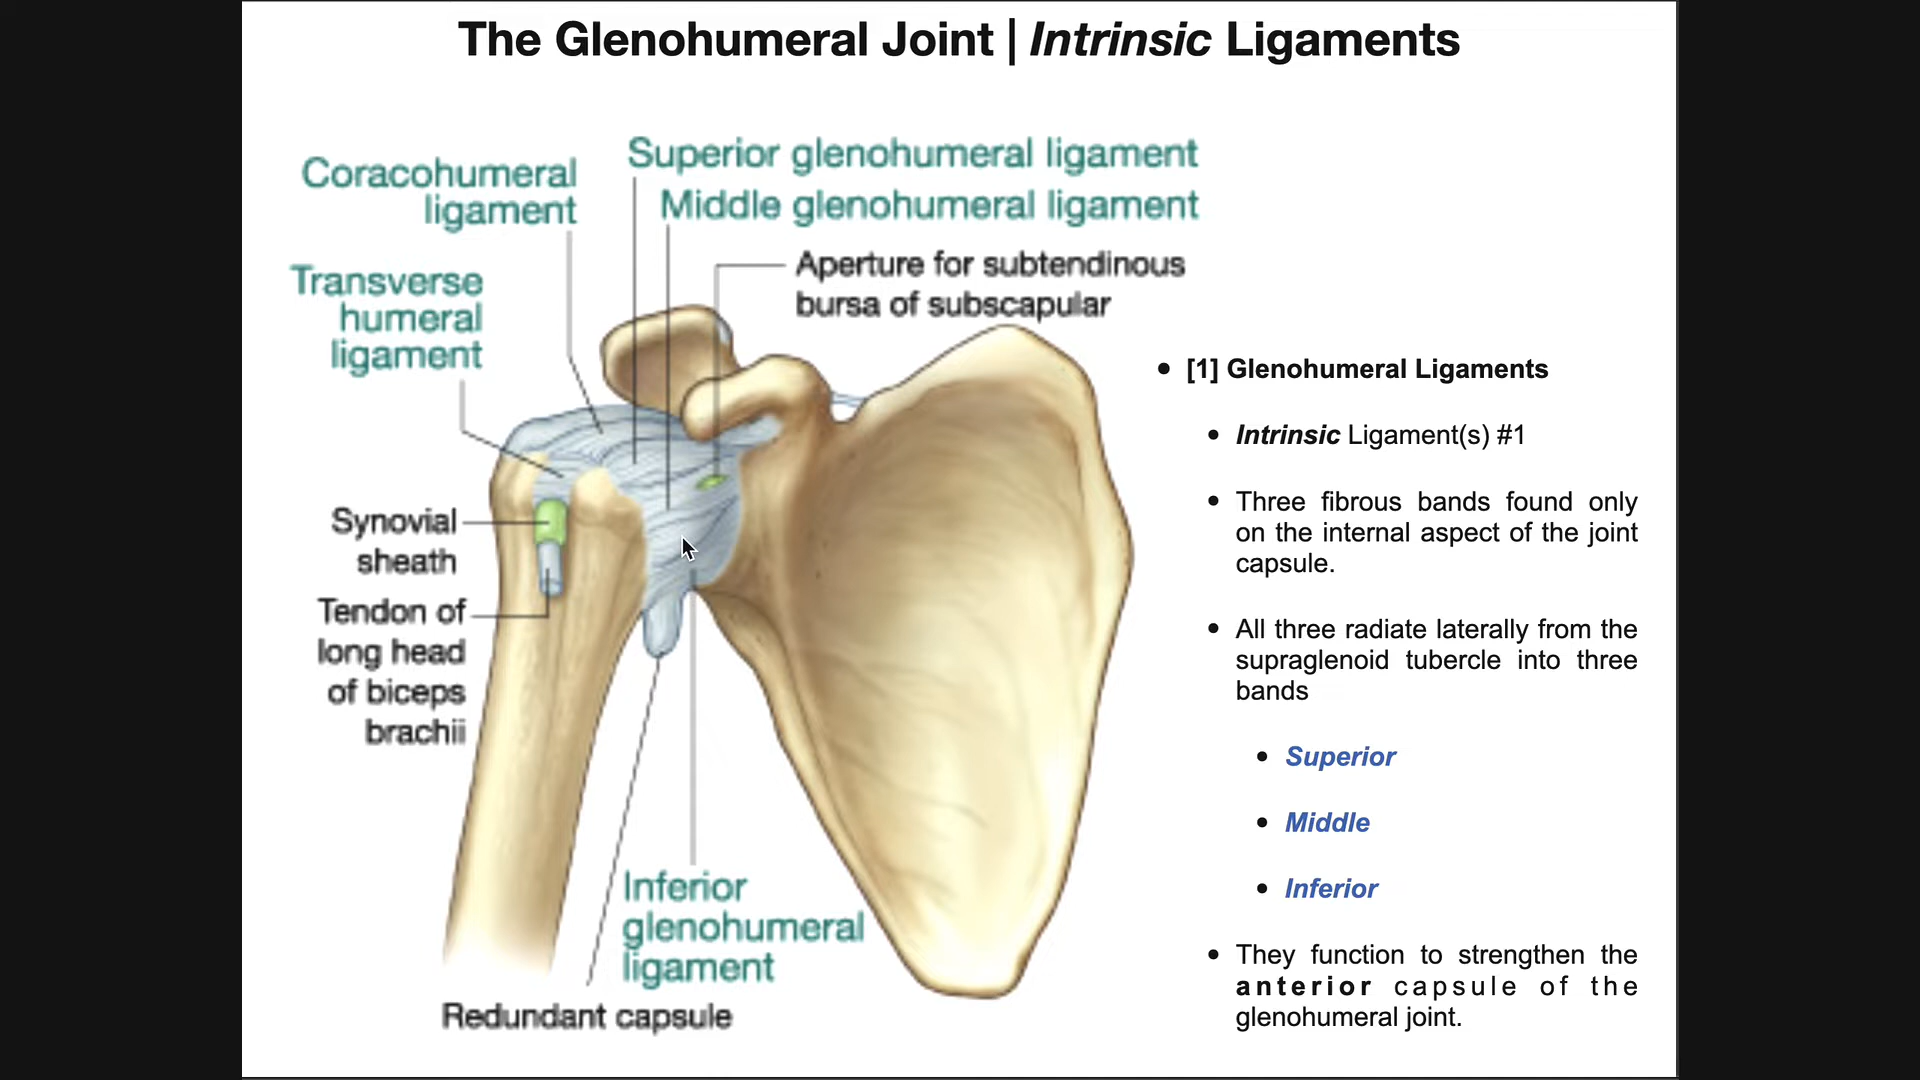 The Glenohumeral Joint | Intrinsic Ligaments
Coracohumeral
ligament
Superior glenohumeral ligament
Middle glenohumeral ligament
Transverse
humeral
ligament
Aperture for subtendinous
bursa of subscapular
Synovial
sheath
Tendon of
long head
of biceps
brachii
Inferior
glenohumeral
ligament
Redundant capsule
• [1] Glenohumeral Ligaments
• Intrinsic Ligament(s) #1
• Three fibrous bands found only
on the internal aspect of the joint
capsule.
• All three radiate laterally from the
supraglenoid tubercle into three
bands
• Superior
• Middle
• Inferior
• They function to strengthen the
anterior capsule of the
glenohumeral joint.